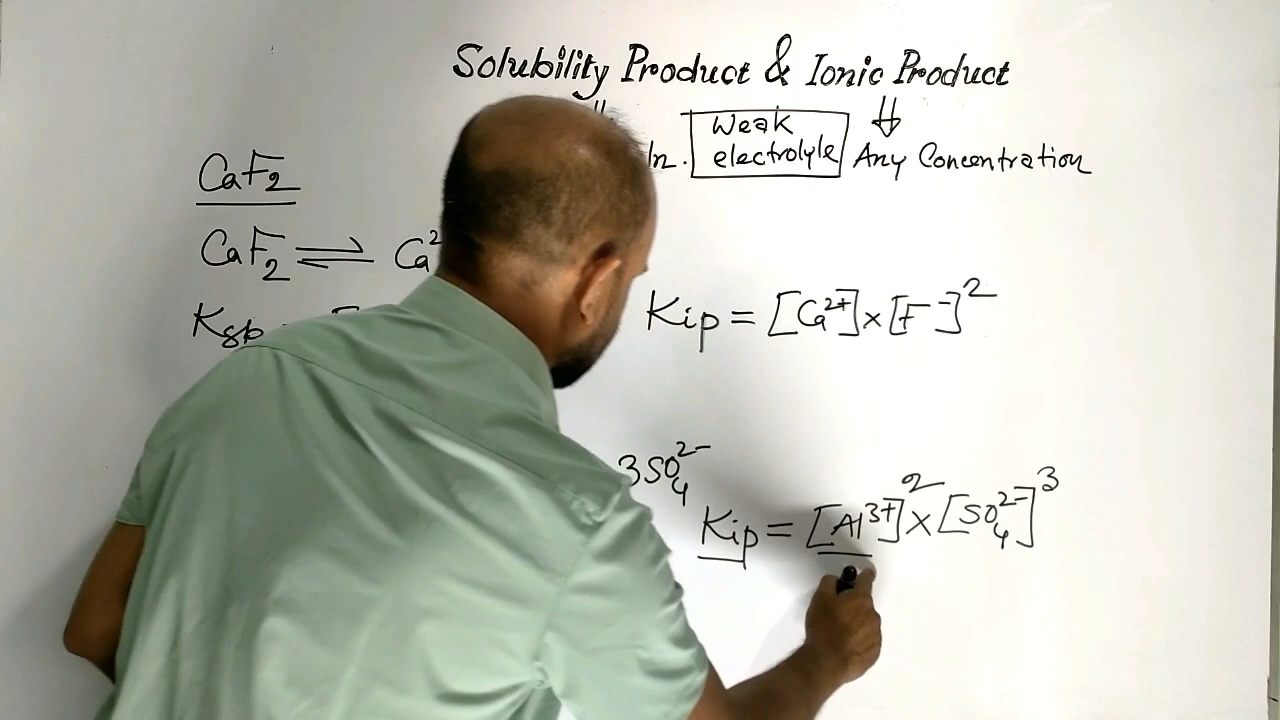 Solubility Product & Ionic Product
⇓ ⇓
ln. Weak electrolyte Any Concentration
CaF₂
CaF₂ ⇌ Ca²
Ksp = [
Kip = [Ca²⁺] × [F⁻]²
3SO₄²⁻
Kip = [Al³⁺]² × [SO₄²⁻]³